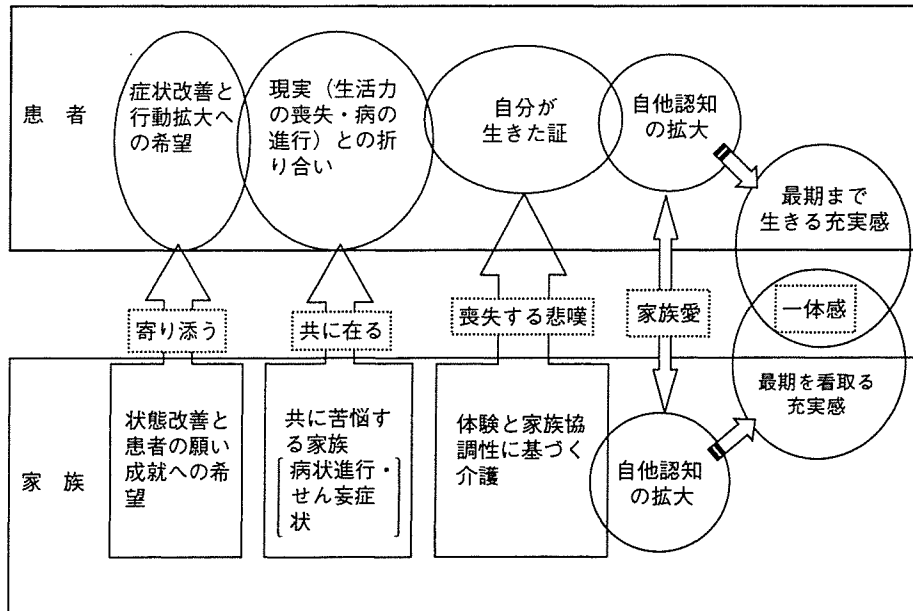 患 者
症状改善と
行動拡大へ
の希望
現実（生活力
の喪失・病の
進行）との折
り合い
自分が
生きた証
自他認知
の拡大
最期まで
生きる充実感
寄り添う
共に在る
喪失する悲嘆
家族愛
一体感
最期を看取る
充実感
家 族
状態改善と
患者の願い
成就への希
望
共に苦悩す
る家族
病状進行・
せん妄症
状
体験と家族協
調性に基づく
介護
自他認知
の拡大